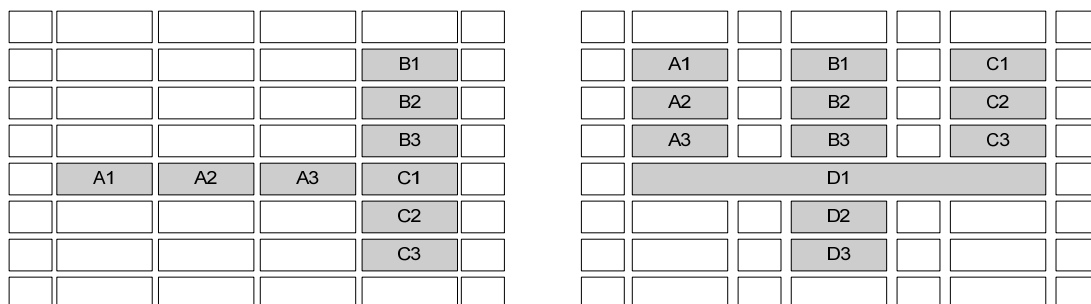 B1
B2
B3
A1 A2 A3 C1
C2
C3
A1 B1 C1
A2 B2 C2
A3 B3 C3
D1
D2
D3